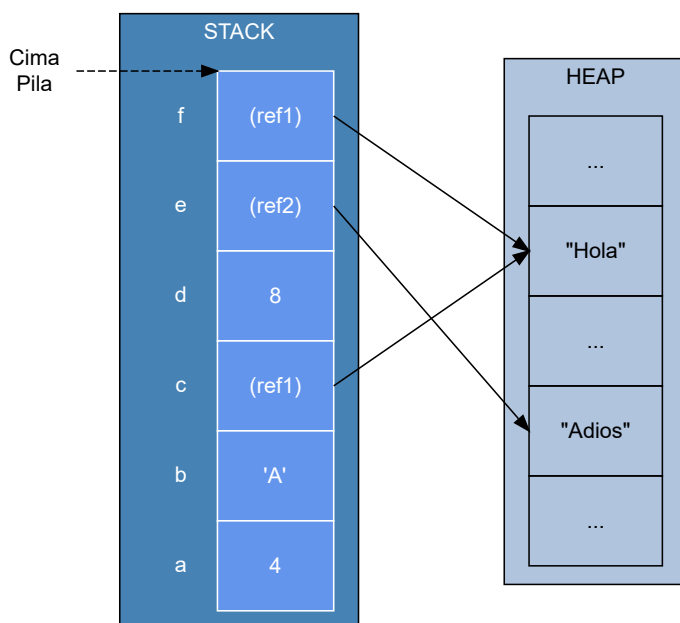 STACK
Cima
Pila
f
(ref1)
e
(ref2)
d
8
c
(ref1)
b
'A'
a
4
HEAP
...
"Hola"
...
"Adios"
...